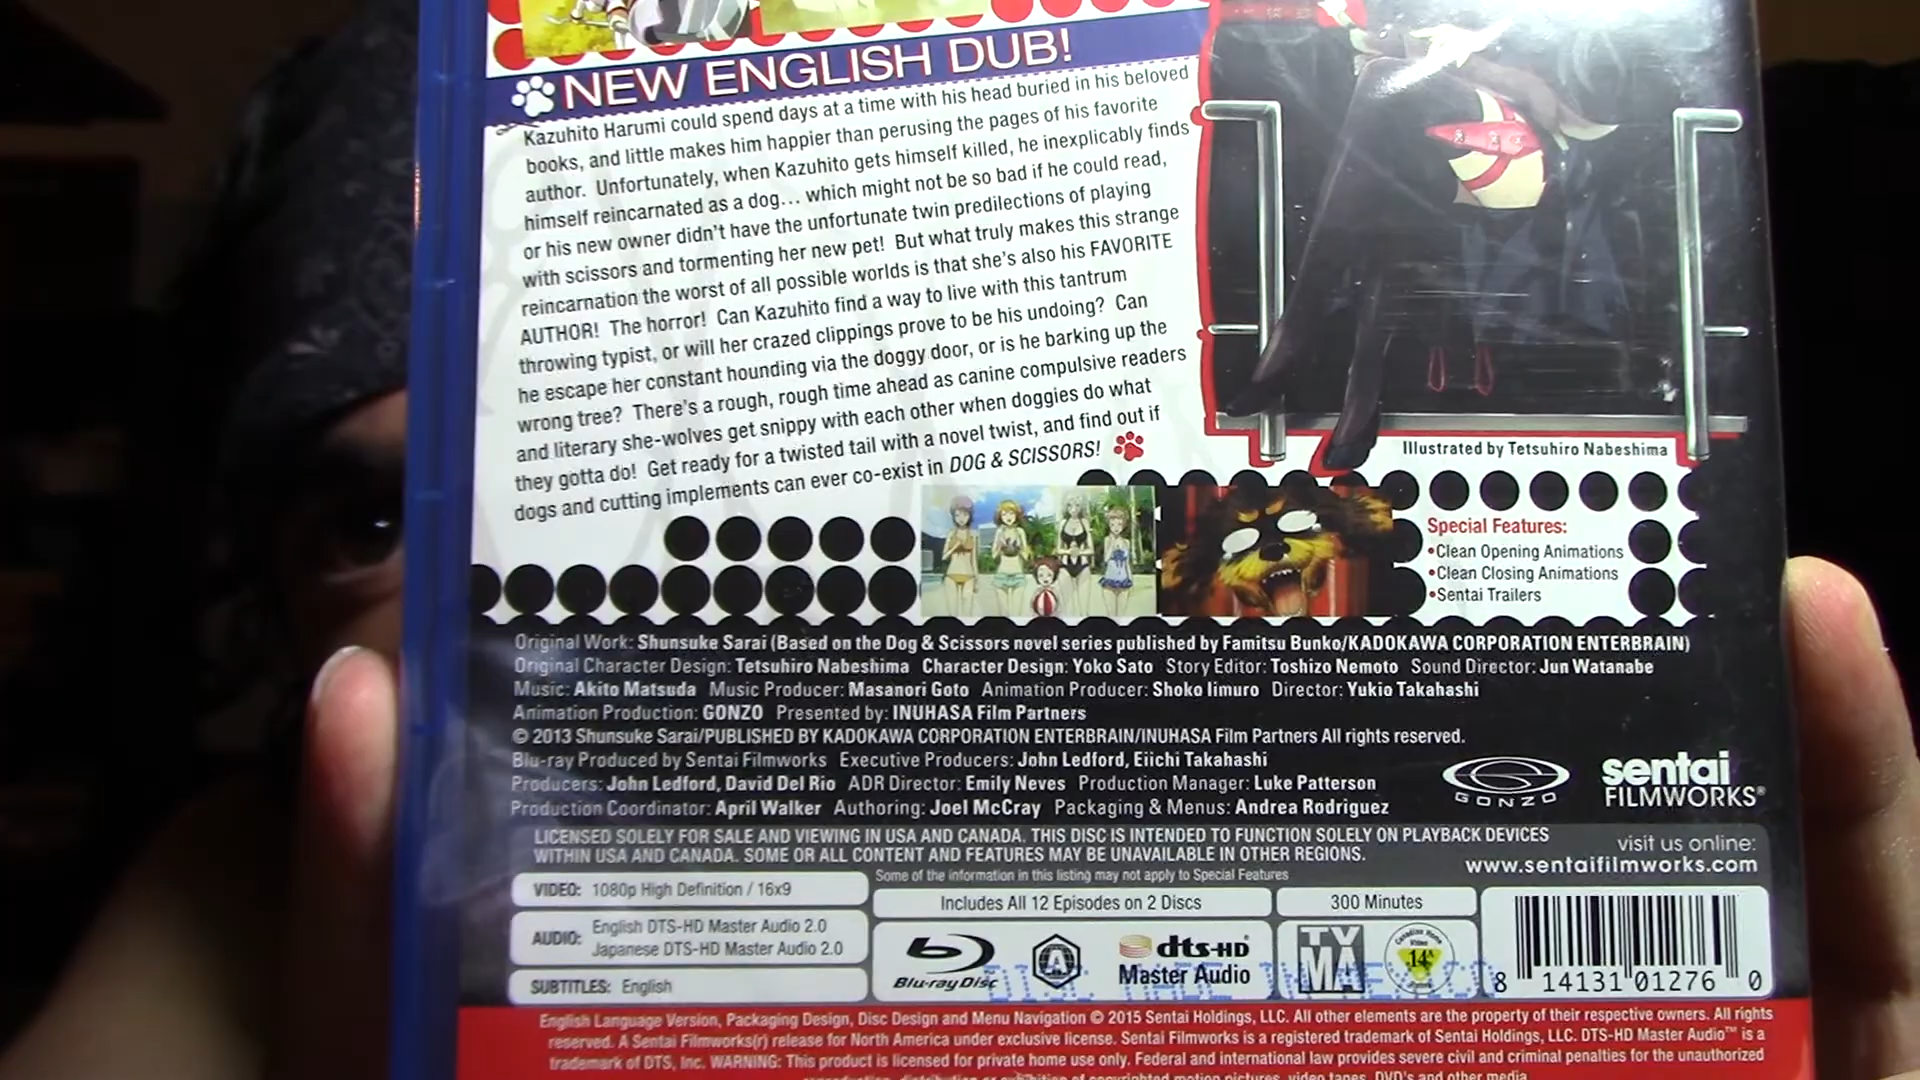 NEW ENGLISH DUB!
Kazuhito Harumi could spend days at a time with his head buried in his beloved
books, and little makes him happier than perusing the pages of his favorite
author. Unfortunately, when Kazuhito gets himself killed, he inexplicably finds
himself reincarnated as a dog... which might not be so bad if he could read,
or his new owner didn't have the unfortunate twin predilections of playing
with scissors and tormenting her new pet! But what truly makes this strange
reincarnation the worst of all possible worlds is that she's also his FAVORITE
AUTHOR! The horror! Can Kazuhito find a way to live with this tantrum
throwing typist, or will her crazed clippings prove to be his undoing? Can
he escape her constant hounding via the doggy door, or is he barking up the
wrong tree? There's a rough, rough time ahead as canine compulsive readers
and literary she-wolves get snippy with each other when doggies do what
they gotta do! Get ready for a twisted tail with a novel twist, and find out if
dogs and cutting implements can ever co-exist in DOG & SCISSORS!
Illustrated by Tetsuhiro Nabeshima
Special Features:
•Clean Opening Animations
•Clean Closing Animations
•Sentai Trailers
Original Work: Shunsuke Sarai (Based on the Dog & Scissors novel series published by Famitsu Bunko/KADOKAWA CORPORATION ENTERBRAIN)
Original Character Design: Tetsuhiro Nabeshima Character Design: Yoko Sato Story Editor: Toshizo Nemoto Sound Director: Jun Watanabe
Music: Akito Matsuda Music Producer: Masanori Goto Animation Producer: Shoko Iimuro Director: Yukio Takahashi
Animation Production: GONZO Presented by: INUHASA Film Partners
© 2013 Shunsuke Sarai/PUBLISHED BY KADOKAWA CORPORATION ENTERBRAIN/INUHASA Film Partners All rights reserved.
Blu-ray Produced by Sentai Filmworks Executive Producers: John Ledford, Eiichi Takahashi
Producers: John Ledford, David Del Rio ADR Director: Emily Neves Production Manager: Luke Patterson
Production Coordinator: April Walker Authoring: Joel McCray Packaging & Menus: Andrea Rodriguez
GONZO
sentai
FILMWORKS®
LICENSED SOLELY FOR SALE AND VIEWING IN USA AND CANADA. THIS DISC IS INTENDED TO FUNCTION SOLELY ON PLAYBACK DEVICES
WITHIN USA AND CANADA. SOME OR ALL CONTENT AND FEATURES MAY BE UNAVAILABLE IN OTHER REGIONS.
visit us online:
www.sentaifilmworks.com
Some of the information in this listing may not apply to Special Features
VIDEO: 1080p High Definition / 16x9
AUDIO: English DTS-HD Master Audio 2.0
Japanese DTS-HD Master Audio 2.0
SUBTITLES: English
Includes All 12 Episodes on 2 Discs
300 Minutes
Blu-ray Disc
A
dts-HD
Master Audio
TV
MA
Canadian Home
Video
14A
8 14131 01276 0
DISC MADE IN MEXICO
English Language Version, Packaging Design, Disc Design and Menu Navigation © 2015 Sentai Holdings, LLC. All other elements are the property of their respective owners. All rights
reserved. A Sentai Filmworks(r) release for North America under exclusive license. Sentai Filmworks is a registered trademark of Sentai Holdings, LLC. DTS-HD Master Audio™ is a
trademark of DTS, Inc. WARNING: This product is licensed for private home use only. Federal and international law provides severe civil and criminal penalties for the unauthorized
reproduction, distribution or exhibition of copyrighted motion pictures, video tapes, DVD's and other media.